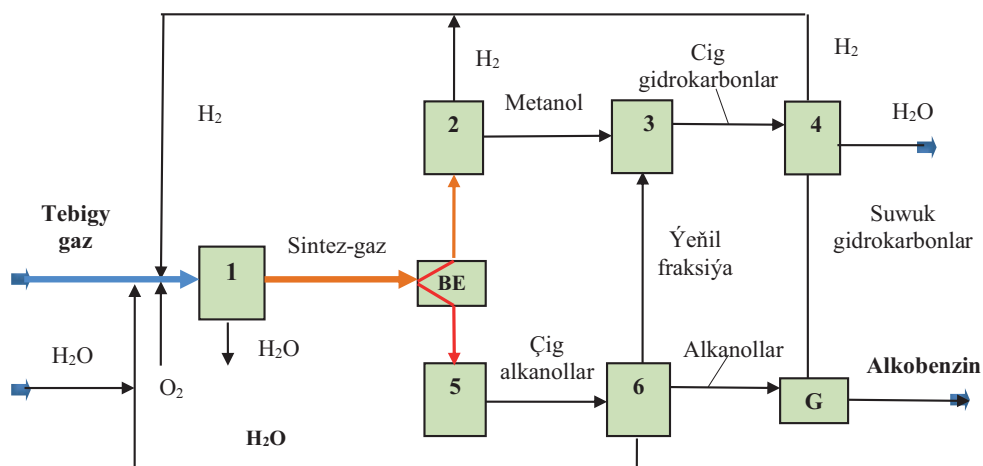 H₂
H₂
H₂
Metanol
Cig
gidrokarbonlar
H₂O
2
3
4
Tebigy
gaz
Sintez-gaz
Ýeňil
fraksiýa
Suwuk
gidrokarbonlar
1
BE
H₂O
H₂O
O₂
Çig
alkanollar
Alkanollar
Alkobenzin
5
6
G
H₂O